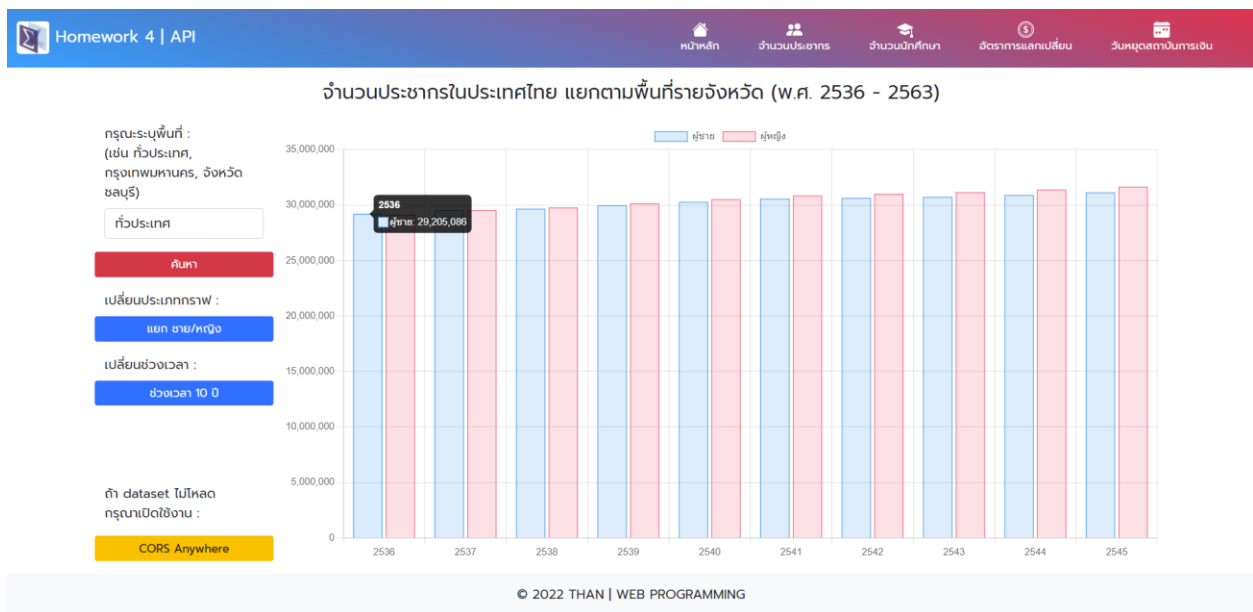 Homework 4 | API
หน้าหลัก
จำนวนประชากร
จำนวนนักศึกษา
อัตราการแลกเปลี่ยน
วันหยุดสถาบันการเงิน
จำนวนประชากรในประเทศไทย แยกตามพื้นที่รายจังหวัด (พ.ศ. 2536 - 2563)
กรุณะระบุพื้นที่ :
(เช่น ทั่วประเทศ,
กรุงเทพมหานคร, จังหวัด
ชลบุรี)
ทั่วประเทศ
ค้นหา
เปลี่ยนประเภทกราฟ :
แยก ชาย/หญิง
เปลี่ยนช่วงเวลา :
ช่วงเวลา 10 ปี
ถ้า dataset ไม่โหลด
กรุณาเปิดใช้งาน :
CORS Anywhere
ผู้ชาย ผู้หญิง
35,000,000
30,000,000
25,000,000
20,000,000
15,000,000
10,000,000
5,000,000
0
2536
ผู้ชาย: 29,205,086
2536 2537 2538 2539 2540 2541 2542 2543 2544 2545
© 2022 THAN | WEB PROGRAMMING